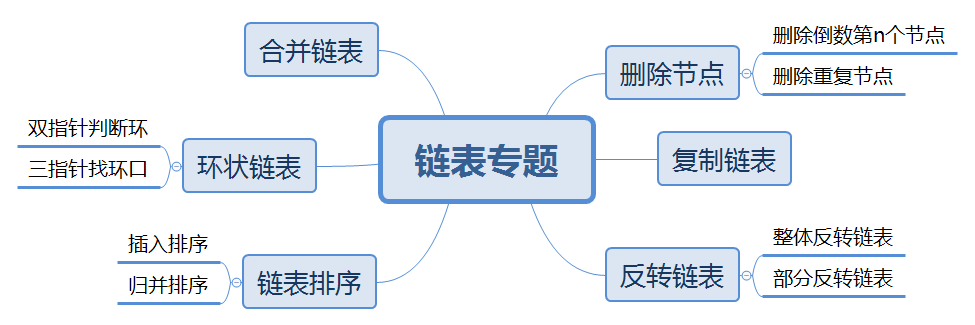 合并链表
删除节点
删除倒数第n个节点
删除重复节点
双指针判断环
三指针找环口
环状链表
链表专题
复制链表
插入排序
归并排序
链表排序
反转链表
整体反转链表
部分反转链表